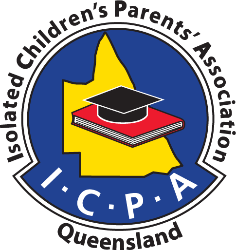 Isolated Children's Parents' Association
I·C·P·A
Queensland